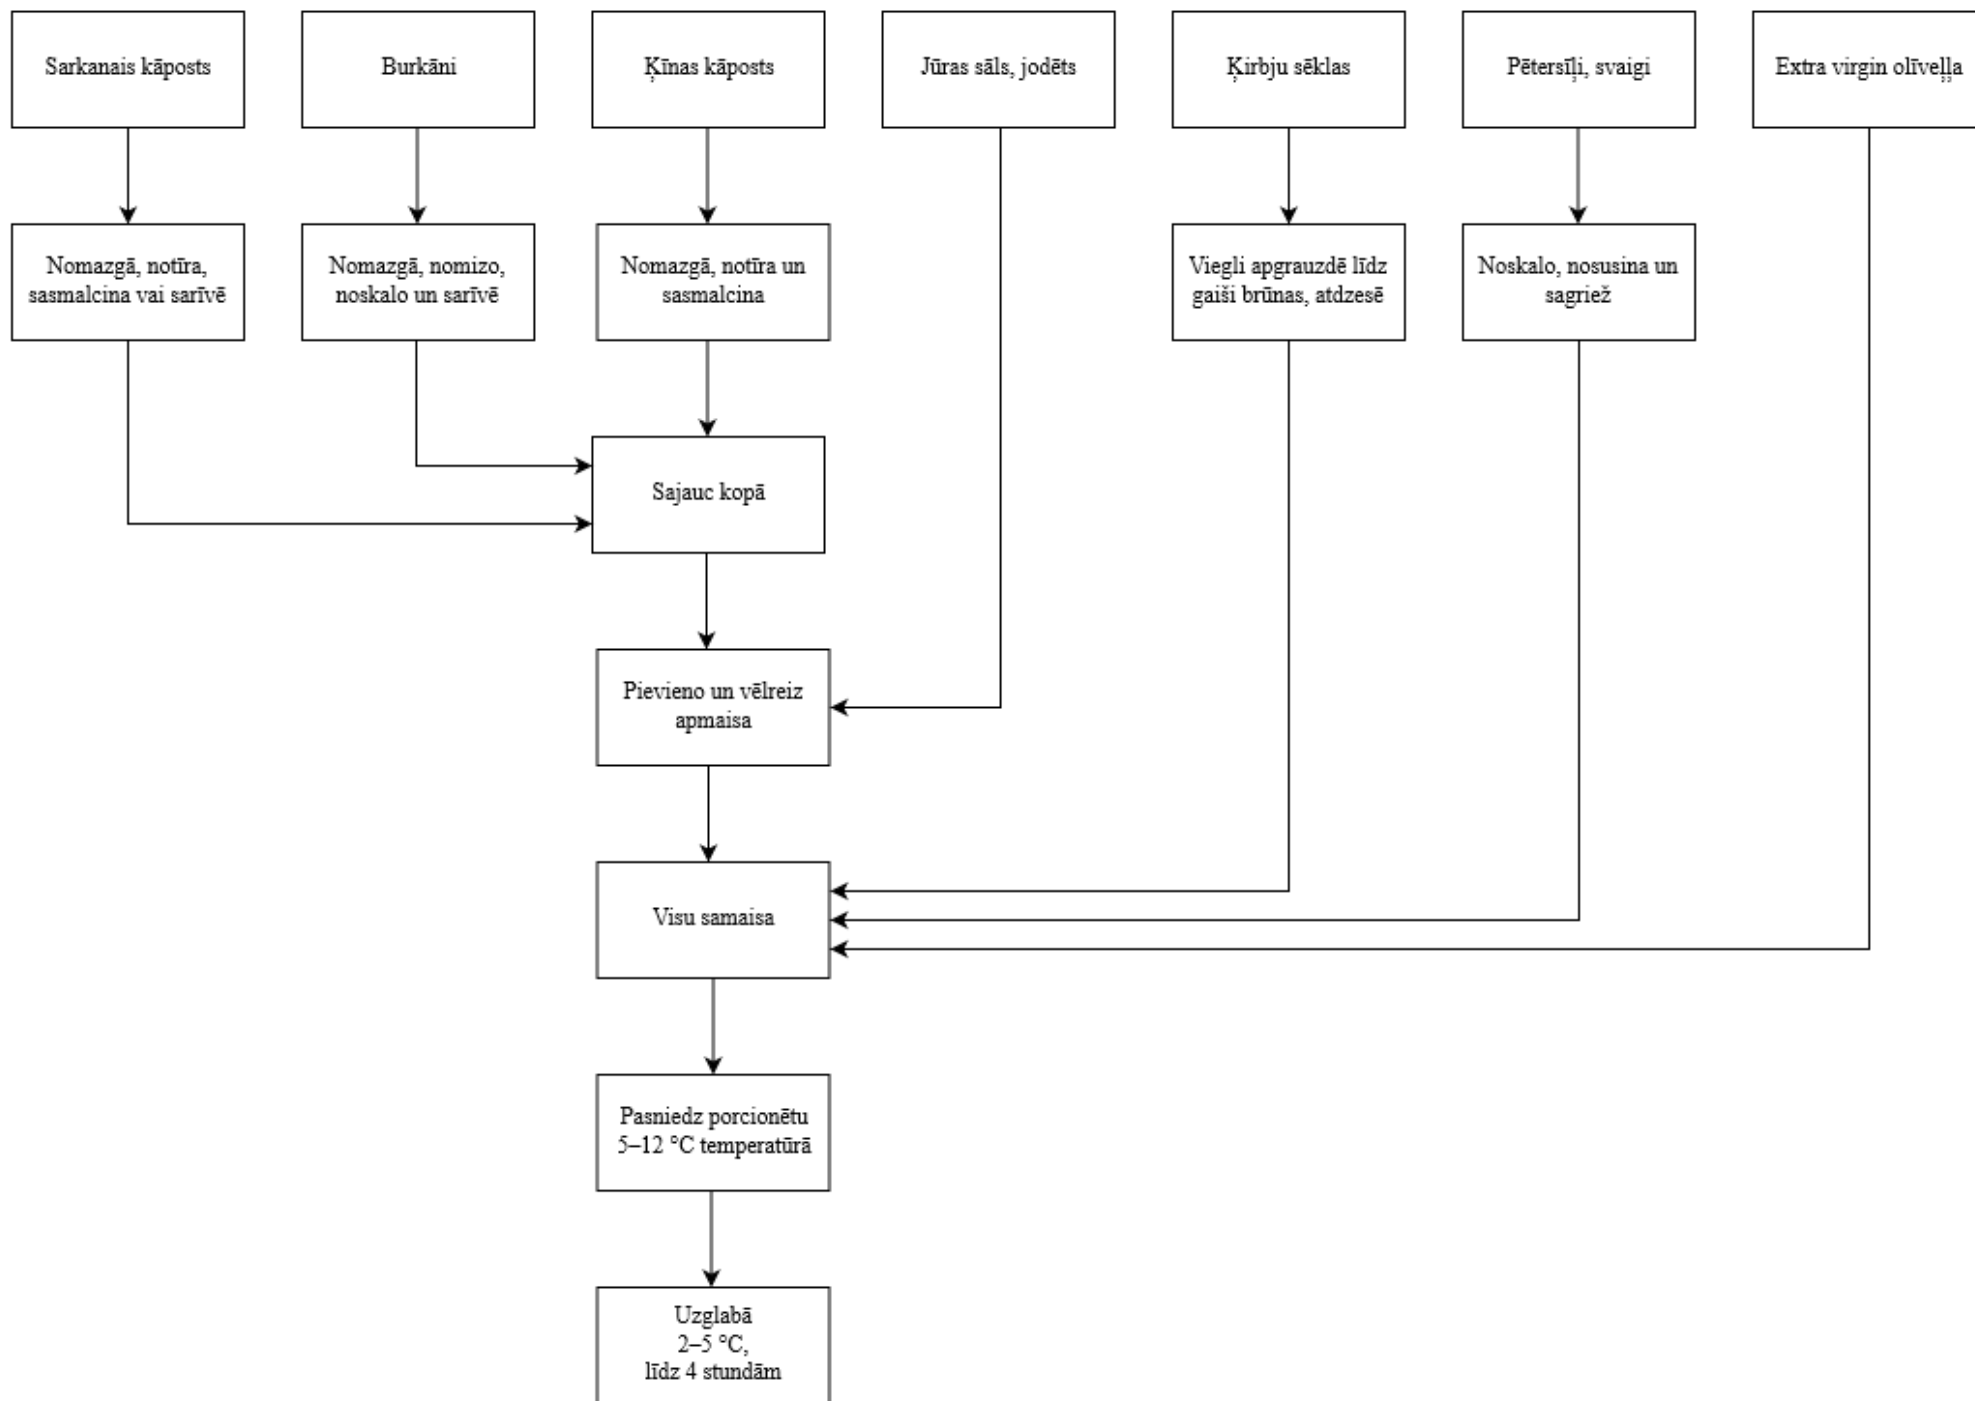 Sarkanais kāposts
Burkāni
Ķīnas kāposts
Jūras sāls, jodēts
Ķirbju sēklas
Pētersīļi, svaigi
Extra virgin olīveļļa
Nomazgā, notīra,
sasmalcina vai sarīvē
Nomazgā, nomizo,
noskalo un sarīvē
Nomazgā, notīra un
sasmalcina
Viegli apgrauzdē līdz
gaiši brūnas, atdzesē
Noskalo, nosusina un
sagriež
Sajauc kopā
Pievieno un vēlreiz
apmaisa
Visu samaisa
Pasniedz porcionētu
5–12 °C temperatūrā
Uzglabā
2–5 °C,
līdz 4 stundām